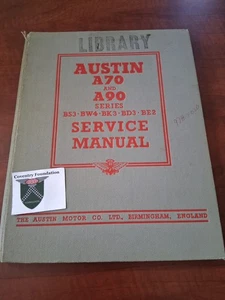 LIBRARY
AUSTIN
A70
AND
A90
SERIES
BS3 - BW4 - BK3 - BD2 - BE2
SERVICE
MANUAL
Coventry Foundation
THE AUSTIN MOTOR CO. LTD., BIRMINGHAM, ENGLAND